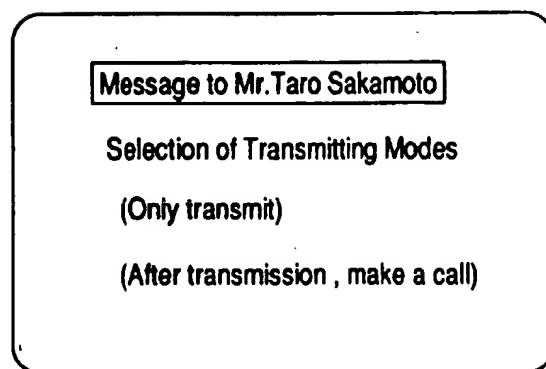 Message to Mr.Taro Sakamoto
Selection of Transmitting Modes
(Only transmit)
(After transmission , make a call)